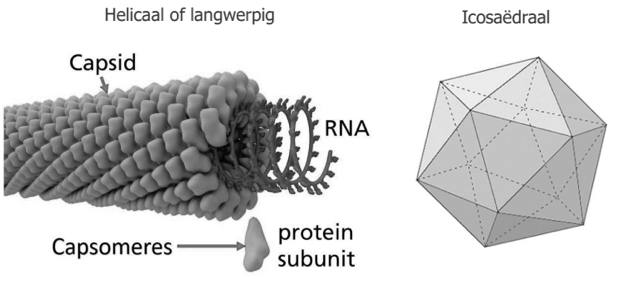 Helicaal of langwerpig
Icosaëdraal
Capsid
RNA
Capsomeres
protein
subunit